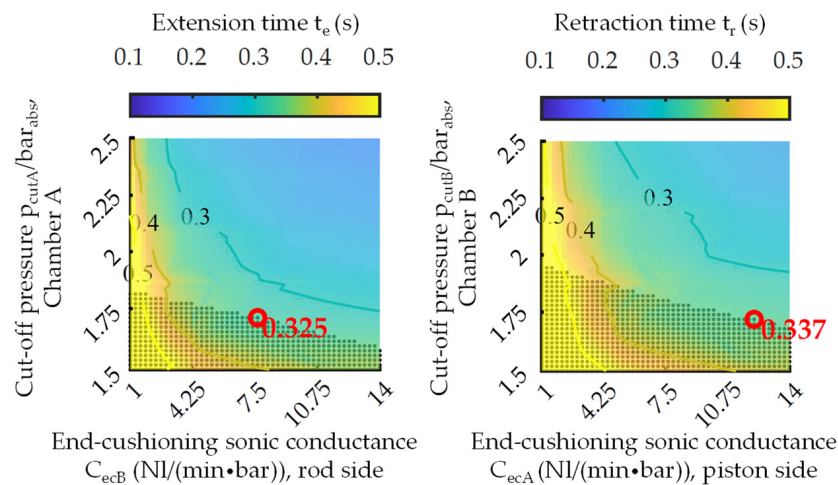 Extension time t_e (s)
0.1 0.2 0.3 0.4 0.5
Cut-off pressure p_cutA/bar_abs,
Chamber A
2.5
2.25
2
1.75
1.5
0.4
0.3
0.5
0.325
1 4.25 7.5 10.75 14
End-cushioning sonic conductance
C_ecB (Nl/(min•bar)), rod side
Retraction time t_r (s)
0.1 0.2 0.3 0.4 0.5
Cut-off pressure p_cutB/bar_abs,
Chamber B
2.5
2.25
2
1.75
1.5
0.3
0.5
0.4
0.337
1 4.25 7.5 10.75 14
End-cushioning sonic conductance
C_ecA (Nl/(min•bar)), piston side